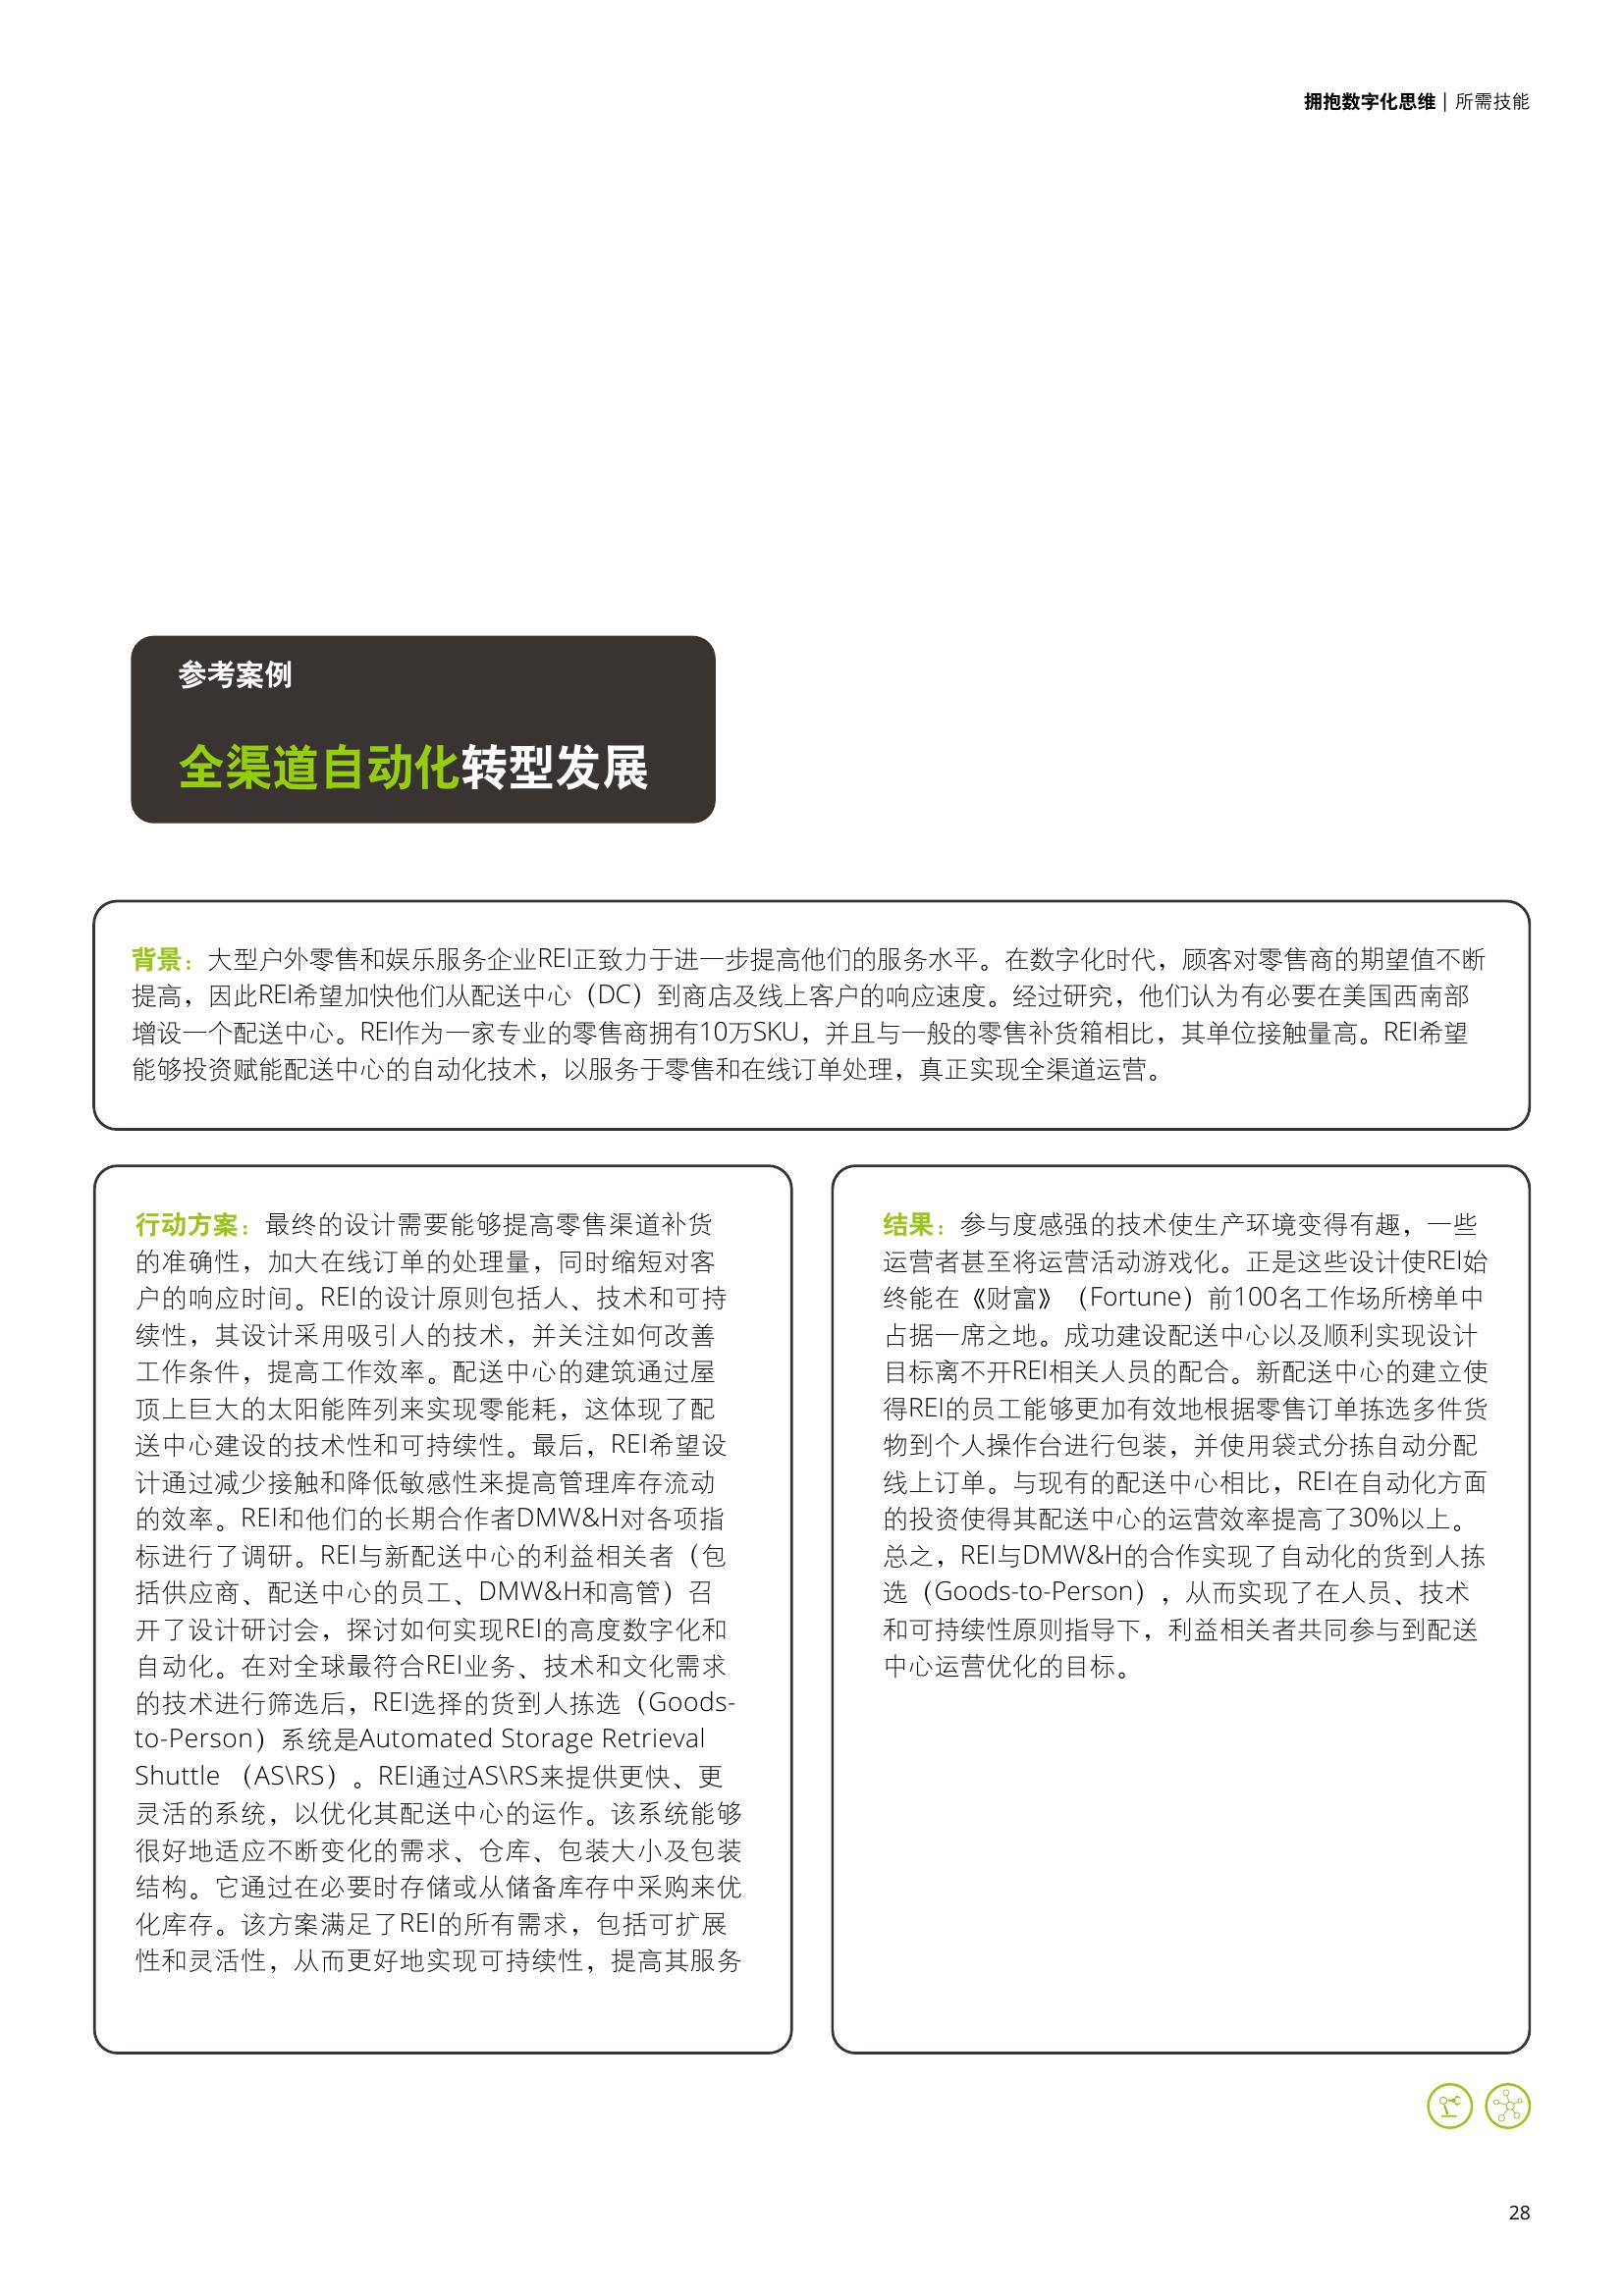 拥抱数字化思维 | 所需技能
参考案例
全渠道自动化转型发展
背景：大型户外零售和娱乐服务企业REI正致力于进一步提高他们的服务水平。在数字化时代，顾客对零售商的期望值不断
提高，因此REI希望加快他们从配送中心（DC）到商店及线上客户的响应速度。经过研究，他们认为有必要在美国西南部
增设一个配送中心。REI作为一家专业的零售商拥有10万SKU，并且与一般的零售补货箱相比，其单位接触量高。REI希望
能够投资赋能配送中心的自动化技术，以服务于零售和在线订单处理，真正实现全渠道运营。
行动方案：最终的设计需要能够提高零售渠道补货
的准确性，加大在线订单的处理量，同时缩短对客
户的响应时间。REI的设计原则包括人、技术和可持
续性，其设计采用吸引人的技术，并关注如何改善
工作条件，提高工作效率。配送中心的建筑通过屋
顶上巨大的太阳能阵列来实现零能耗，这体现了配
送中心建设的技术性和可持续性。最后，REI希望设
计通过减少接触和降低敏感性来提高管理库存流动
的效率。REI和他们的长期合作者DMW&H对各项指
标进行了调研。REI与新配送中心的利益相关者（包
括供应商、配送中心的员工、DMW&H和高管）召
开了设计研讨会，探讨如何实现REI的高度数字化和
自动化。在对全球最符合REI业务、技术和文化需求
的技术进行筛选后，REI选择的货到人拣选（Goods-
to-Person）系统是Automated Storage Retrieval
Shuttle （AS\RS）。REI通过AS\RS来提供更快、更
灵活的系统，以优化其配送中心的运作。该系统能够
很好地适应不断变化的需求、仓库、包装大小及包装
结构。它通过在必要时存储或从储备库存中采购来优
化库存。该方案满足了REI的所有需求，包括可扩展
性和灵活性，从而更好地实现可持续性，提高其服务
结果：参与度感强的技术使生产环境变得有趣，一些
运营者甚至将运营活动游戏化。正是这些设计使REI始
终能在《财富》（Fortune）前100名工作场所榜单中
占据一席之地。成功建设配送中心以及顺利实现设计
目标离不开REI相关人员的配合。新配送中心的建立使
得REI的员工能够更加有效地根据零售订单拣选多件货
物到个人操作台进行包装，并使用袋式分拣自动分配
线上订单。与现有的配送中心相比，REI在自动化方面
的投资使得其配送中心的运营效率提高了30%以上。
总之，REI与DMW&H的合作实现了自动化的货到人拣
选（Goods-to-Person），从而实现了在人员、技术
和可持续性原则指导下，利益相关者共同参与到配送
中心运营优化的目标。
28